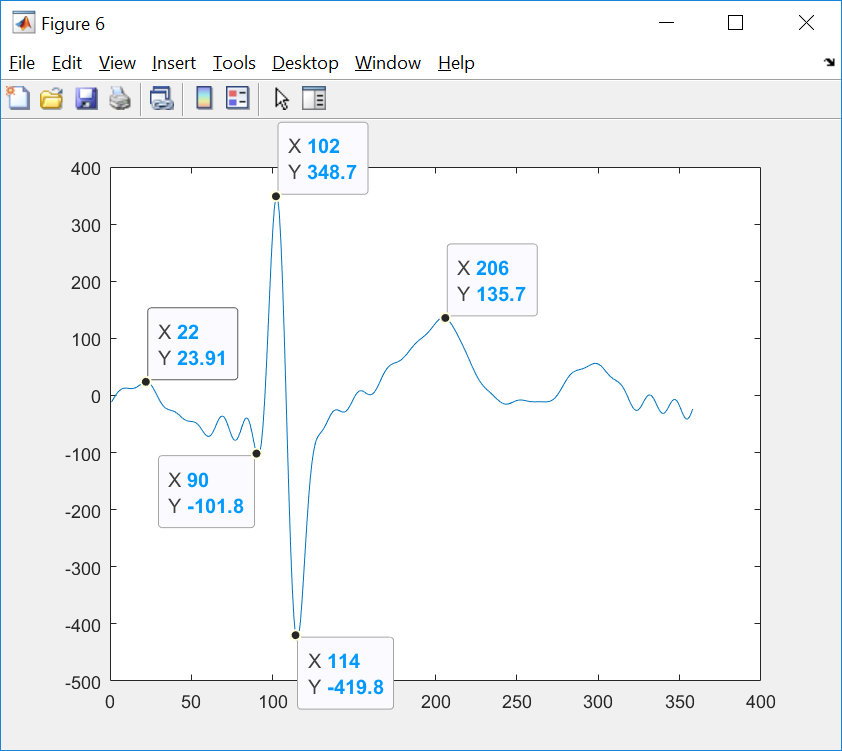 Figure 6
File Edit View Insert Tools Desktop Window Help
X 102
Y 348.7
X 206
Y 135.7
X 22
Y 23.91
X 90
Y -101.8
X 114
Y -419.8
400
300
200
100
0
-100
-200
-300
-400
-500
0 50 100 200 250 300 350 400